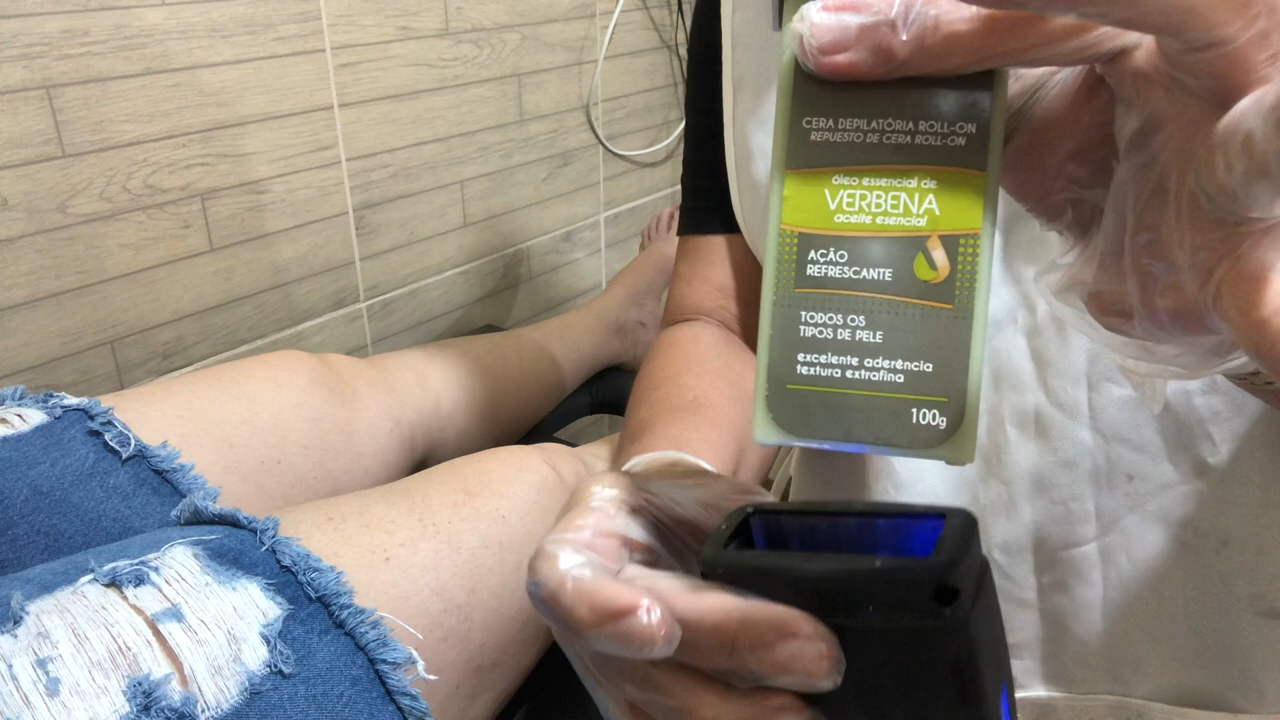 CERA DEPILATÓRIA ROLL-ON
REPUESTO DE CERA ROLL-ON
óleo essencial de
VERBENA
aceite esencial
AÇÃO
REFRESCANTE
TODOS OS
TIPOS DE PELE
excelente aderência
textura extrafina
100g